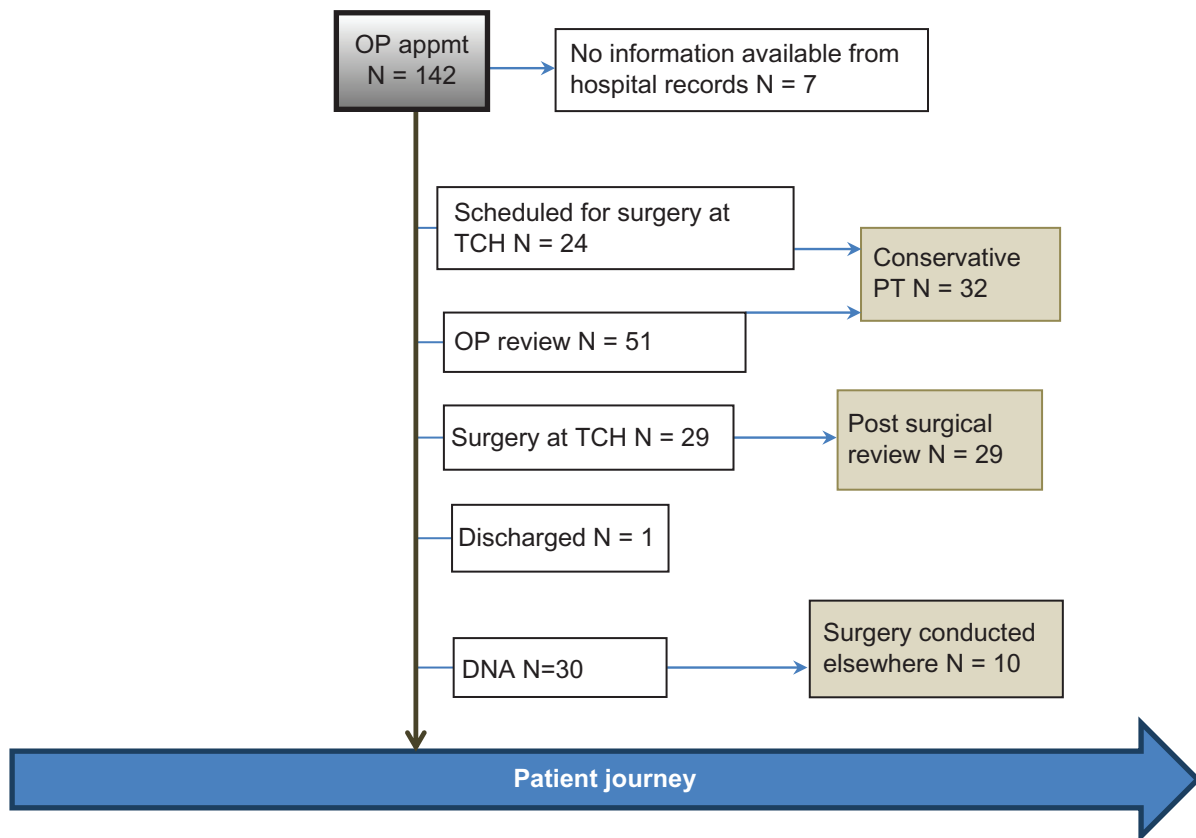 OP appmt
N = 142
No information available from
hospital records N = 7
Scheduled for surgery at
TCH N = 24
Conservative
PT N = 32
OP review N = 51
Surgery at TCH N = 29
Post surgical
review N = 29
Discharged N = 1
Surgery conducted
elsewhere N = 10
DNA N=30
Patient journey